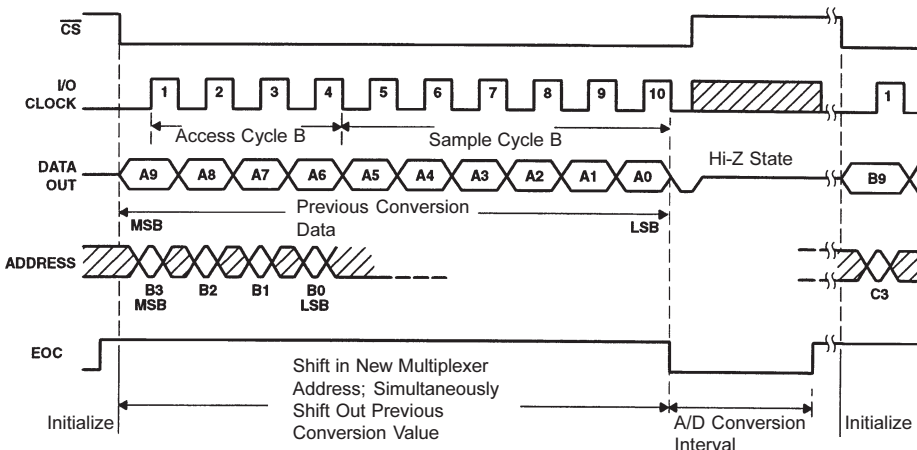 CS
I/O
CLOCK
1 2 3 4 5 6 7 8 9 10 1
Access Cycle B
Sample Cycle B
DATA
OUT
A9 A8 A7 A6 A5 A4 A3 A2 A1 A0 B9
Hi-Z State
Previous Conversion
Data
MSB
LSB
ADDRESS
B3 B2 B1 B0 C3
MSB LSB
EOC
Shift in New Multiplexer
Address; Simultaneously
Shift Out Previous
Conversion Value
Initialize
A/D Conversion
Interval
Initialize